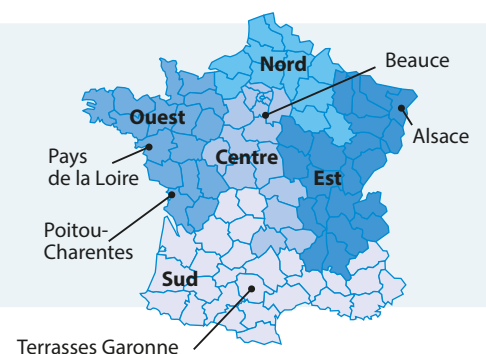 Nord
Beauce
Ouest
Alsace
Pays
de la Loire
Centre
Est
Poitou-
Charentes
Sud
Terrasses Garonne